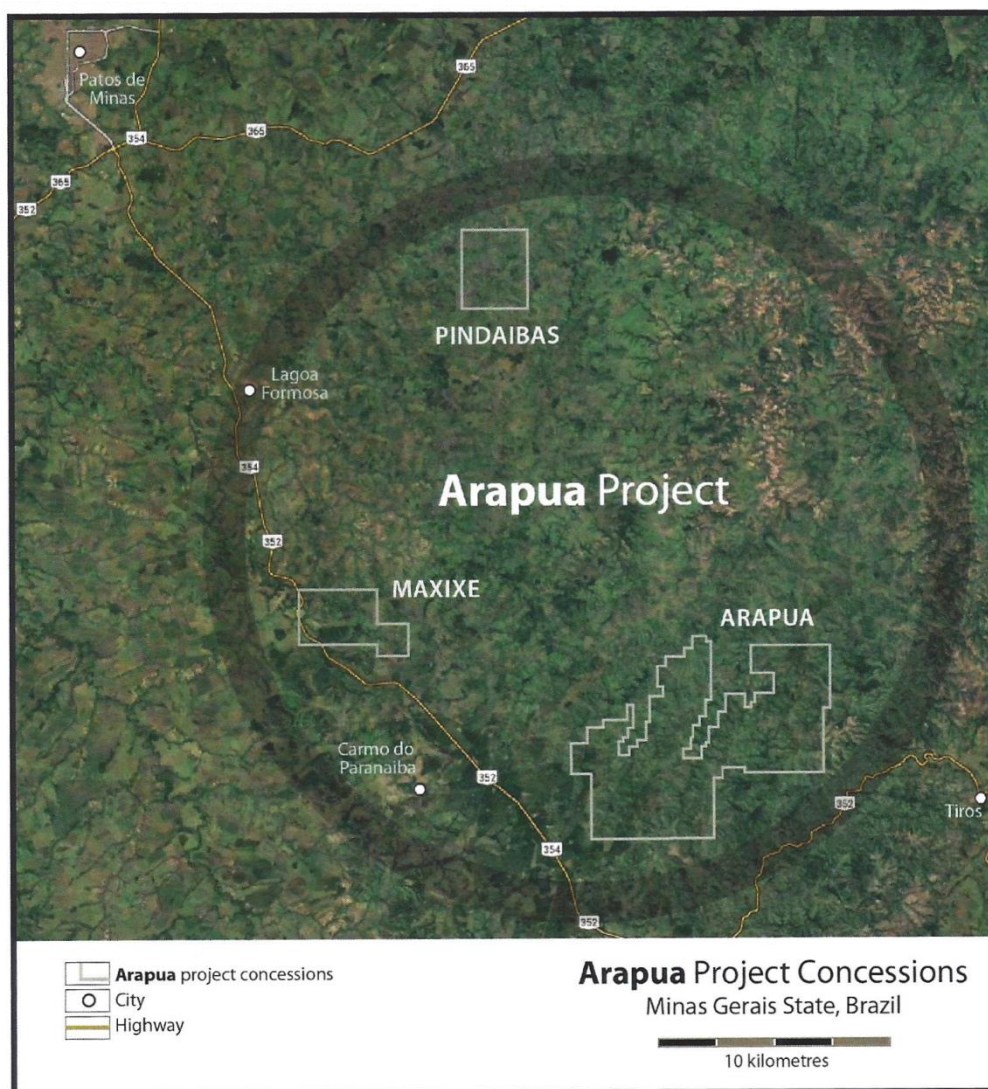 365
Patos de
Minas
354
365
365
352
PINDAIBAS
Lagoa
Formosa
Arapua Project
354
352
MAXIXE
ARAPUA
Carmo do
Paranaiba
352
352
Tiros
354
352
Arapua project concessions
City
Highway
Arapua Project Concessions
Minas Gerais State, Brazil
10 kilometres